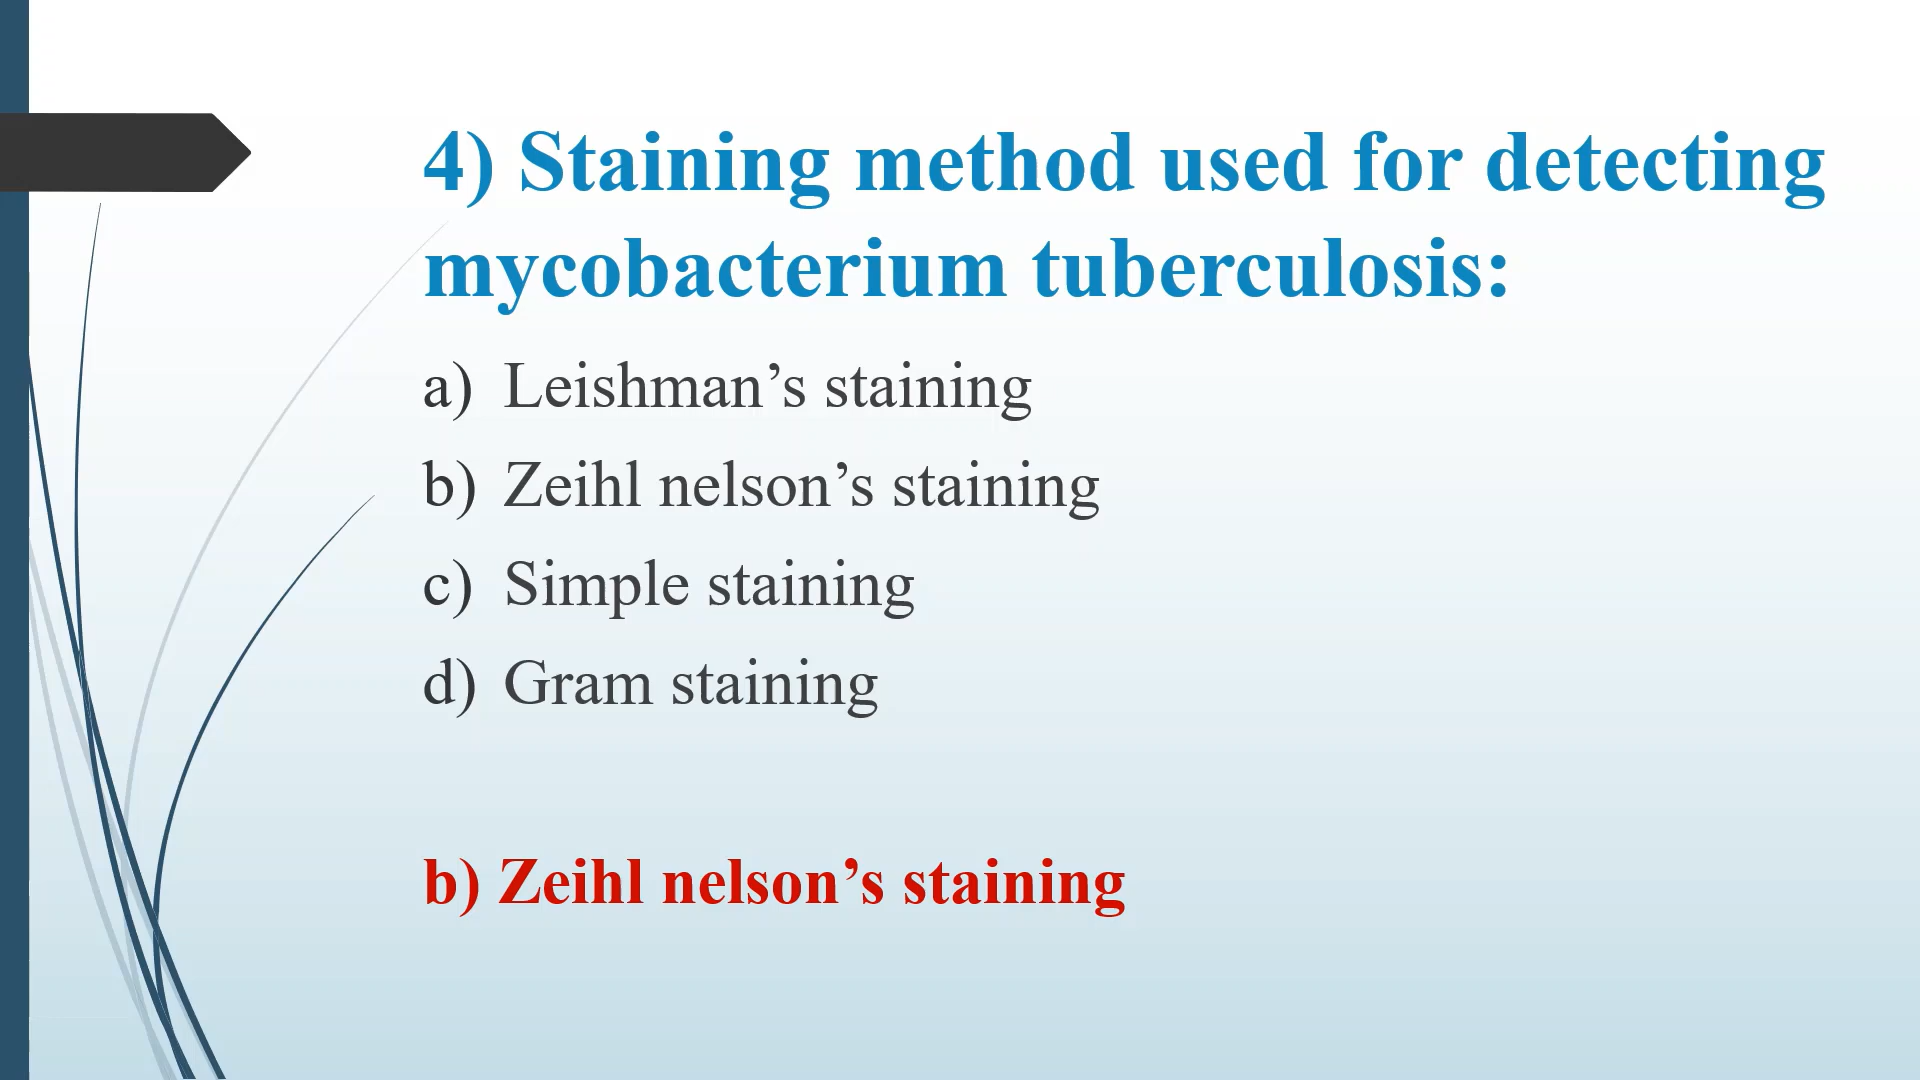 4) Staining method used for detecting
mycobacterium tuberculosis:
a) Leishman’s staining
b) Zeihl nelson’s staining
c) Simple staining
d) Gram staining
b) Zeihl nelson’s staining